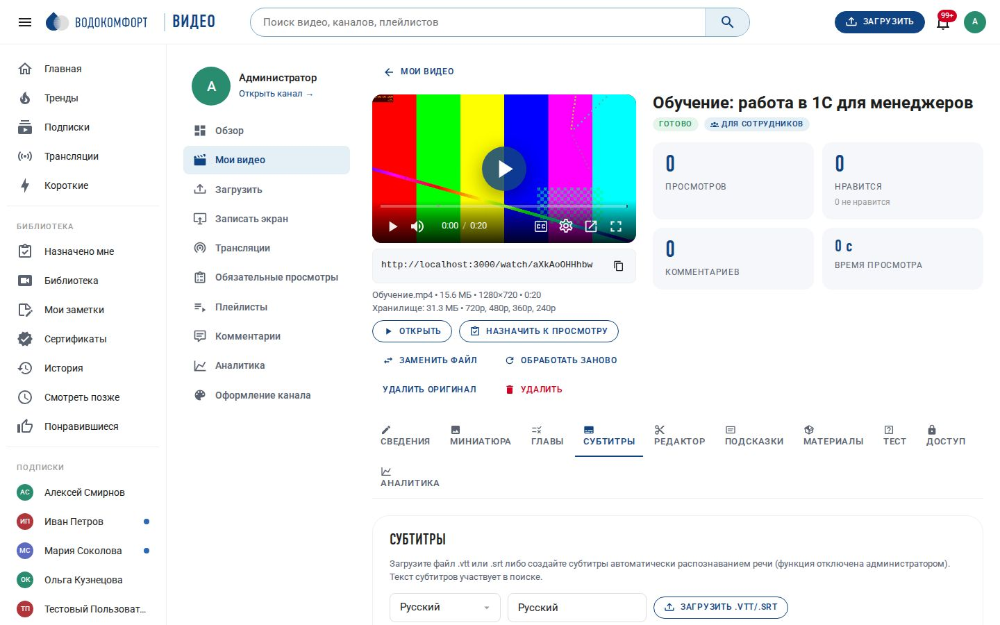 ВОДОКОМФОРТ
ВИДЕО
Поиск видео, каналов, плейлистов
ЗАГРУЗИТЬ
99+
А
Главная
Тренды
Подписки
Трансляции
Короткие
БИБЛИОТЕКА
Назначено мне
Библиотека
Мои заметки
Сертификаты
История
Смотреть позже
Понравившиеся
ПОДПИСКИ
АС Алексей Смирнов
ИП Иван Петров
МС Мария Соколова
ОК Ольга Кузнецова
ТП Тестовый Пользоват...
А
Администратор
Открыть канал →
Обзор
Мои видео
Загрузить
Записать экран
Трансляции
Обязательные просмотры
Плейлисты
Комментарии
Аналитика
Оформление канала
МОИ ВИДЕО
0:00 / 0:20
CC
http://localhost:3000/watch/aXkAoOHHhbw
Обучение.mp4 • 15.6 МБ • 1280×720 • 0:20
Хранилище: 31.3 МБ • 720p, 480p, 360p, 240p
ОТКРЫТЬ
НАЗНАЧИТЬ К ПРОСМОТРУ
ЗАМЕНИТЬ ФАЙЛ
ОБРАБОТАТЬ ЗАНОВО
УДАЛИТЬ ОРИГИНАЛ
УДАЛИТЬ
Обучение: работа в 1С для менеджеров
ГОТОВО
ДЛЯ СОТРУДНИКОВ
0
ПРОСМОТРОВ
0
НРАВИТСЯ
0 не нравится
0
КОММЕНТАРИЕВ
0 с
ВРЕМЯ ПРОСМОТРА
СВЕДЕНИЯ
МИНИАТЮРА
ГЛАВЫ
СУБТИТРЫ
РЕДАКТОР
ПОДСКАЗКИ
МАТЕРИАЛЫ
ТЕСТ
ДОСТУП
АНАЛИТИКА
СУБТИТРЫ
Загрузите файл .vtt или .srt либо создайте субтитры автоматически распознаванием речи (функция отключена администратором).
Текст субтитров участвует в поиске.
Русский
Русский
ЗАГРУЗИТЬ .VTT/.SRT